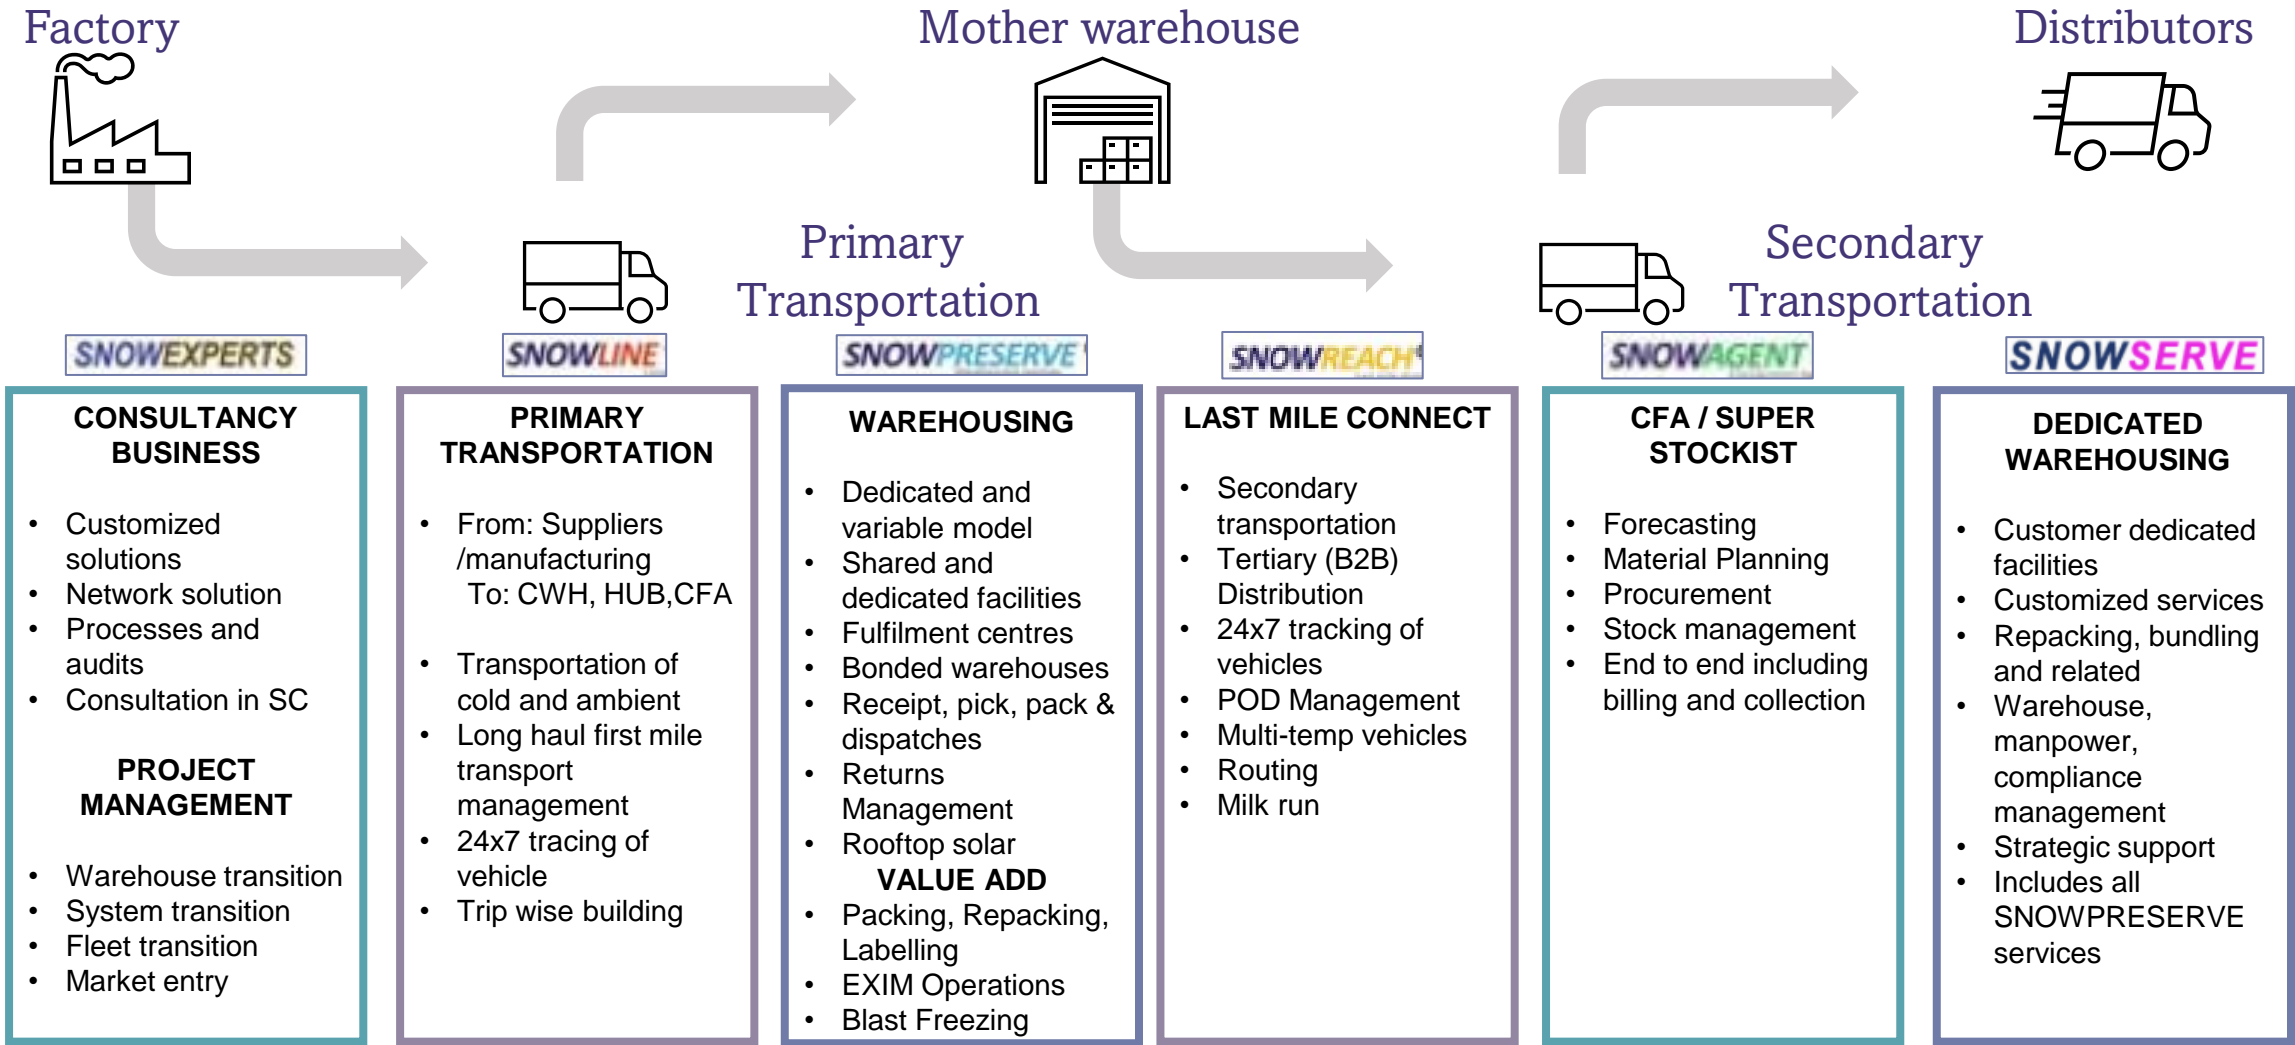 Factory
Mother warehouse
Distributors
Primary
Transportation
Secondary
Transportation
SNOWEXPERTS
SNOWLINE
SNOWPRESERVE
SNOWREACH
SNOWAGENT
SNOWSERVE
CONSULTANCY
BUSINESS
• Customized
solutions
• Network solution
• Processes and
audits
• Consultation in SC
PROJECT
MANAGEMENT
• Warehouse transition
• System transition
• Fleet transition
• Market entry
PRIMARY
TRANSPORTATION
• From: Suppliers
/manufacturing
To: CWH, HUB,CFA
• Transportation of
cold and ambient
• Long haul first mile
transport
management
• 24x7 tracing of
vehicle
• Trip wise building
WAREHOUSING
• Dedicated and
variable model
• Shared and
dedicated facilities
• Fulfilment centres
• Bonded warehouses
• Receipt, pick, pack &
dispatches
• Returns
Management
• Rooftop solar
VALUE ADD
• Packing, Repacking,
Labelling
• EXIM Operations
• Blast Freezing
LAST MILE CONNECT
• Secondary
transportation
• Tertiary (B2B)
Distribution
• 24x7 tracking of
vehicles
• POD Management
• Multi-temp vehicles
• Routing
• Milk run
CFA / SUPER
STOCKIST
• Forecasting
• Material Planning
• Procurement
• Stock management
• End to end including
billing and collection
DEDICATED
WAREHOUSING
• Customer dedicated
facilities
• Customized services
• Repacking, bundling
and related
• Warehouse,
manpower,
compliance
management
• Strategic support
• Includes all
SNOWPRESERVE
services